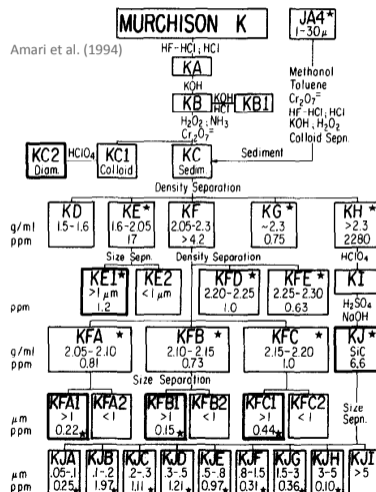 MURCHISON K
JA4*
1-30μ
Amari et al. (1994)
HF-HCl; HCl
KA
KOH
KB
KOH
HCl
KB1
H₂O₂; NH₃
Cr₂O₇⁼
Methanol
Toluene
Cr₂O₇⁼
HF-HCl; HCl
KOH, H₂O₂
Colloid Sepn.
KC2
Diam.
HClO₄
KC1
Colloid
KC
Sedim.
Sediment
Density Separation
g/ml
ppm
KD
1.5-1.6
KE*
1.6-2.05
17
KF
2.05-2.3
>4.2
KG*
~2.3
0.75
KH*
>2.3
2280
Size Sepn.
Density Separation
HClO₄
ppm
KE1*
>1 μm
1.2
KE2
<1 μm
KFD*
2.20-2.25
1.0
KFE*
2.25-2.30
0.63
KI
H₂SO₄
NaOH
g/ml
ppm
KFA*
2.05-2.10
0.81
KFB*
2.10-2.15
0.73
KFC*
2.15-2.20
1.0
KJ*
SiC
6.6
Size Separation
Size
Sepn.
μm
ppm
KFA1
>1
0.22*
KFA2
<1
KFB1
>1
0.15*
KFB2
<1
KFC1
>1
0.44*
KFC2
<1
μm
ppm
KJA
.05-.1
0.25*
KJB
.1-.2
1.97*
KJC
.2-.3
1.11*
KJD
.3-.5
1.21*
KJE
.5-.8
0.97*
KJF
.8-1.5
0.31*
KJG
1.5-3
0.36*
KJH
3-5
0.10*
KJI
>5